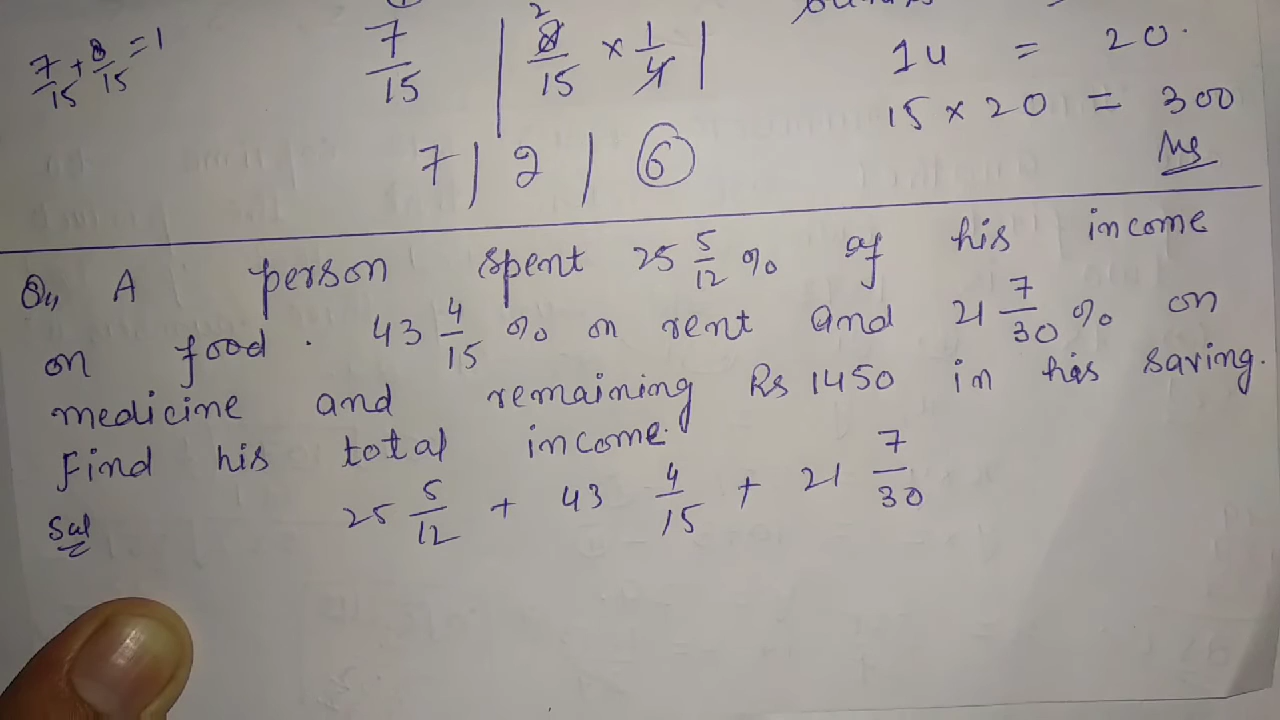 7/15 + 8/15 = 1
7/15 | 8/15 × 1/4 |
2
1u = 20.
15 × 20 = 300
7 | 2 | 6
Ans
Q,, A person spent 25 5/12 % of his income
on food. 43 4/15 % on rent and 21 7/30 % on
medicine and remaining Rs 1450 in his saving.
Find his total income.
Sol 25 5/12 + 43 4/15 + 21 7/30